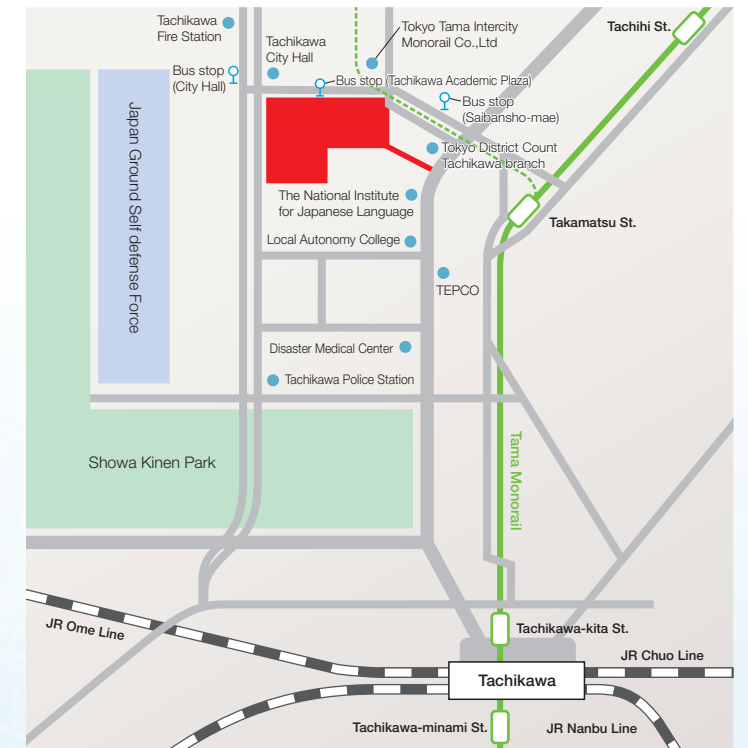 Tachikawa
Fire Station
Tachikawa
City Hall
Tokyo Tama Intercity
Monorail Co.,Ltd
Tachihi St.
Bus stop
(City Hall)
Bus stop (Tachikawa Academic Plaza)
Bus stop
(Saibansho-mae)
Japan Ground Self defense Force
Tokyo District Count
Tachikawa branch
The National Institute
for Japanese Language
Takamatsu St.
Local Autonomy College
TEPCO
Disaster Medical Center
Tachikawa Police Station
Showa Kinen Park
Tama Monorail
JR Ome Line
Tachikawa-kita St.
JR Chuo Line
Tachikawa
Tachikawa-minami St.
JR Nanbu Line